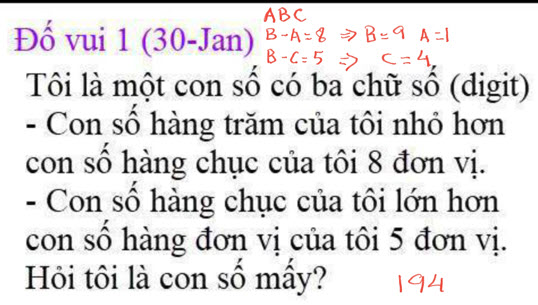 ABC
Đố vui 1 (30-Jan) B-A=8 => B=9 A=1
B-C=5 => C=4
Tôi là một con số có ba chữ số (digit)
- Con số hàng trăm của tôi nhỏ hơn
con số hàng chục của tôi 8 đơn vị.
- Con số hàng chục của tôi lớn hơn
con số hàng đơn vị của tôi 5 đơn vị.
Hỏi tôi là con số mấy? 194